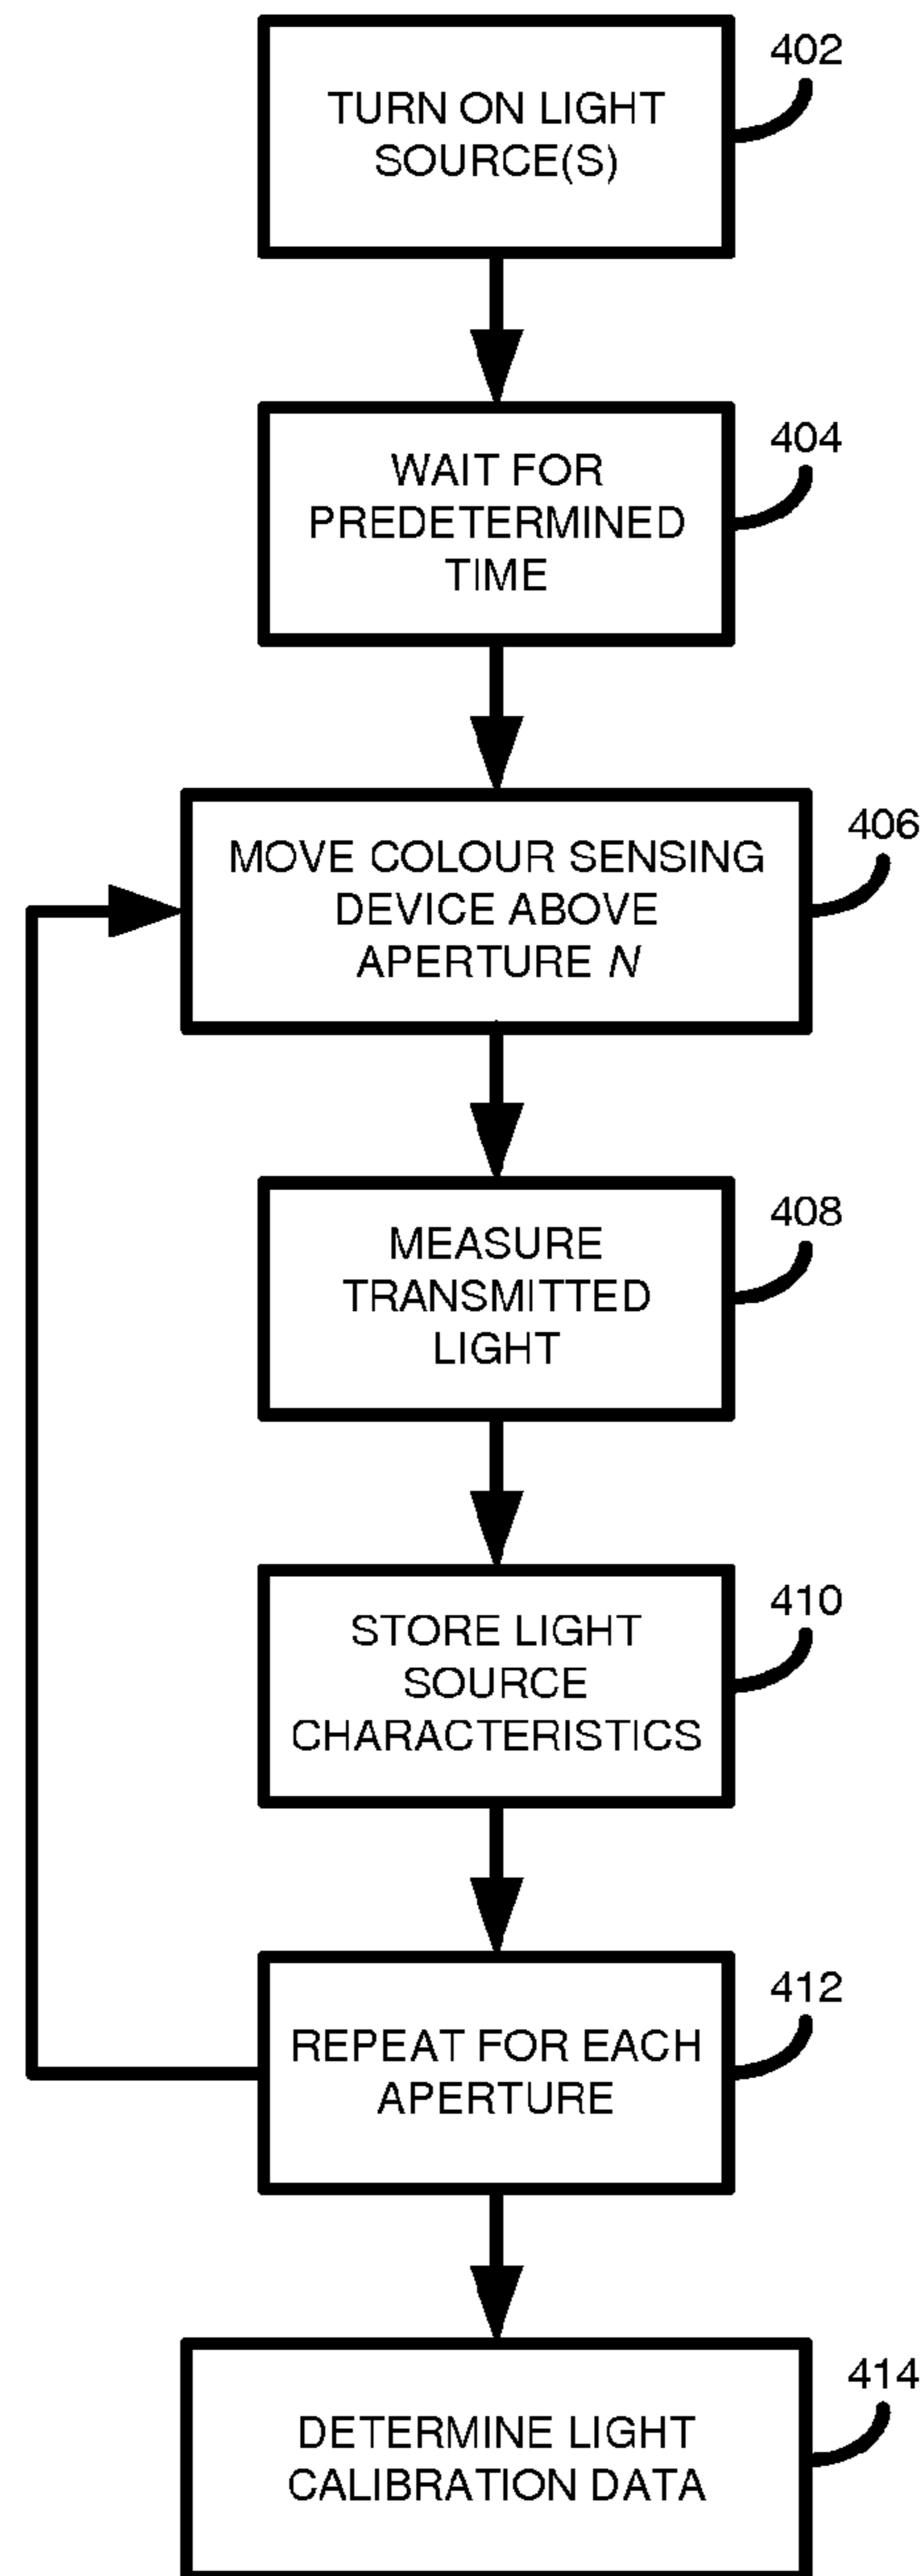 402
TURN ON LIGHT
SOURCE(S)
404
WAIT FOR
PREDETERMINED
TIME
406
MOVE COLOUR SENSING
DEVICE ABOVE
APERTURE N
408
MEASURE
TRANSMITTED
LIGHT
410
STORE LIGHT
SOURCE
CHARACTERISTICS
412
REPEAT FOR EACH
APERTURE
414
DETERMINE LIGHT
CALIBRATION DATA